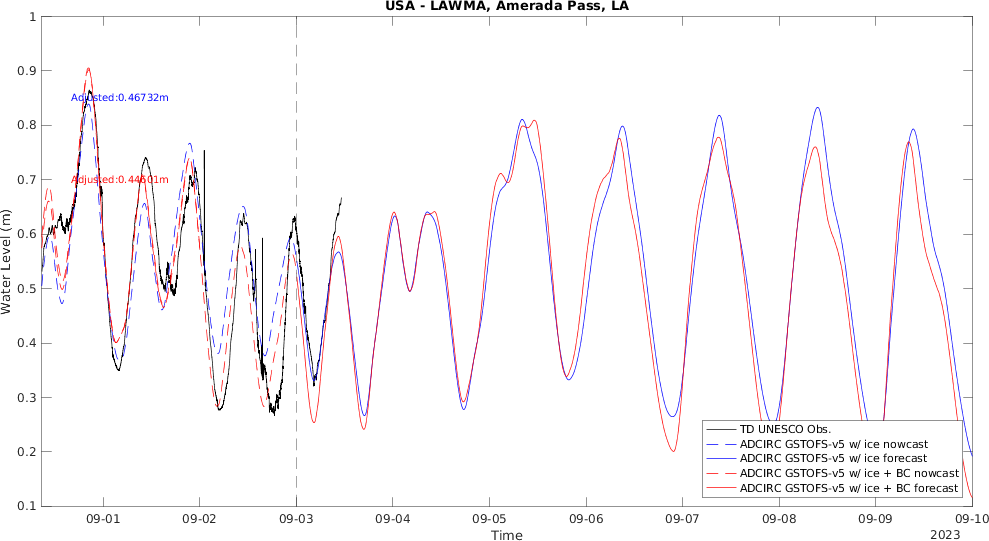 USA - LAWMA, Amerada Pass, LA
1
0.9
0.8
0.7
0.6
0.5
0.4
0.3
0.2
0.1
Water Level (m)
Adjusted:0.46732m
Adjusted:0.44601m
TD UNESCO Obs.
ADCIRC GSTOFS-v5 w/ ice nowcast
ADCIRC GSTOFS-v5 w/ ice forecast
ADCIRC GSTOFS-v5 w/ ice + BC nowcast
ADCIRC GSTOFS-v5 w/ ice + BC forecast
09-01 09-02 09-03 09-04 09-05 09-06 09-07 09-08 09-09 09-10
Time
2023